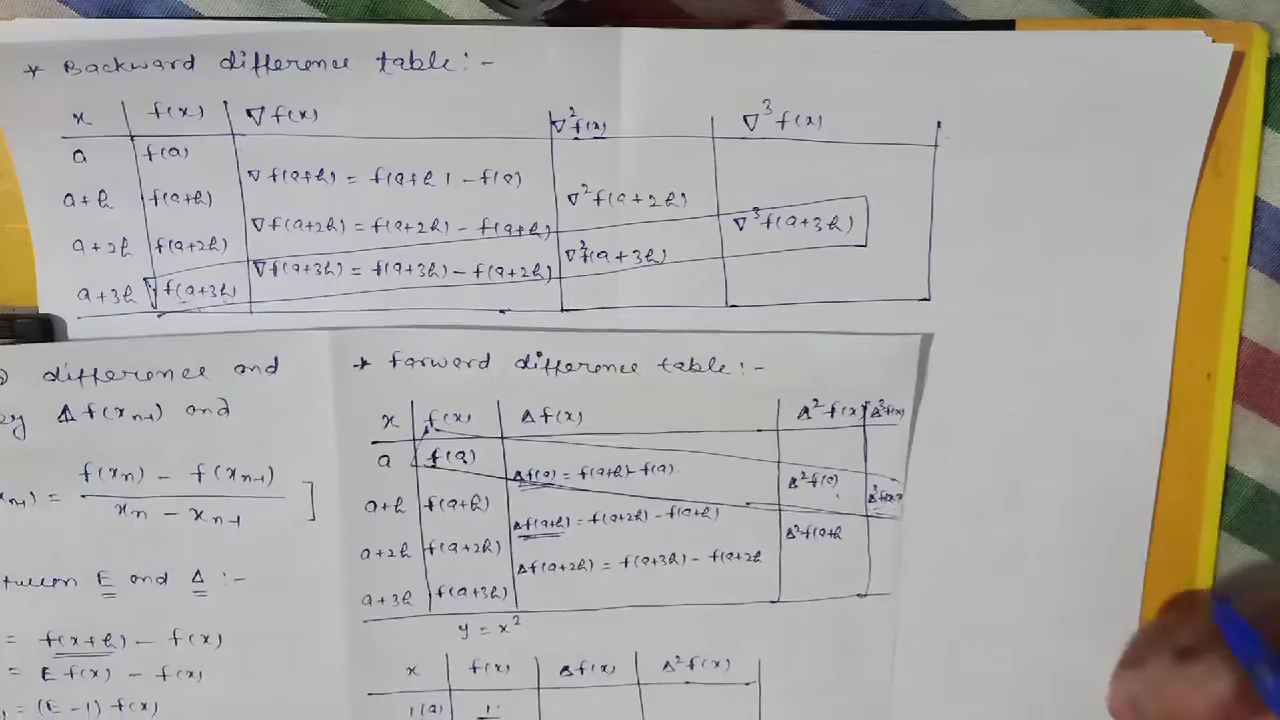 * Backward difference table:-
x f(x) ∇f(x) ∇²f(x) ∇³f(x)
a f(a)
∇f(a+h) = f(a+h) - f(a)
a+h f(a+h) ∇²f(a+2h)
∇f(a+2h) = f(a+2h) - f(a+h) ∇³f(a+3h)
a+2h f(a+2h) ∇²f(a+3h)
∇f(a+3h) = f(a+3h) - f(a+2h)
a+3h f(a+3h)
difference and
Δf(xn-1) and
= f(xn) - f(xn-1)
xn - xn-1 ]
E and Δ:-
= f(x+h) - f(x)
= E f(x) - f(x)
= (E-1) f(x)
* Forward difference table:-
x f(x) Δf(x) Δ²f(x) Δ³f(x)
a f(a)
Δf(a) = f(a+h) - f(a) Δ²f(a)
a+h f(a+h)
Δf(a+h) = f(a+2h) - f(a+h) Δ²f(a+h
a+2h f(a+2h)
Δf(a+2h) = f(a+3h) - f(a+2h
a+3h f(a+3h)
y = x²
x f(x) Δf(x) Δ²f(x)
1(a) 1